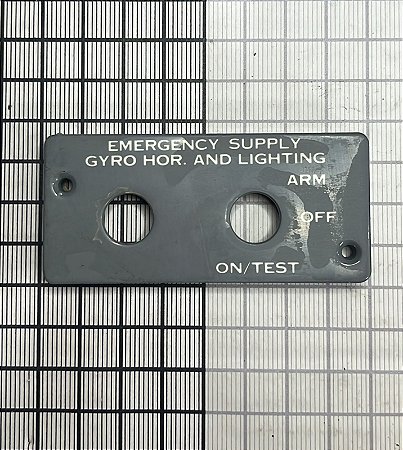 EMERGENCY SUPPLY
GYRO HOR. AND LIGHTING
ARM
OFF
ON/TEST